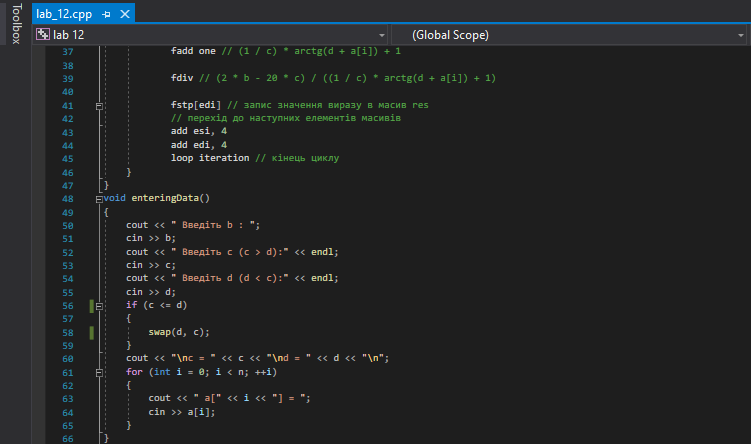 lab_12.cpp
Toolbox
lab 12 (Global Scope)
37 fadd one // (1 / c) * arctg(d + a[i]) + 1
38
39 fdiv // (2 * b - 20 * c) / ((1 / c) * arctg(d + a[i]) + 1)
40
41 fstp[edi] // запис значення виразу в масив res
42 // перехід до наступних елементів масивів
43 add esi, 4
44 add edi, 4
45 loop iteration // кінець циклу
46 }
47 }
48 void enteringData()
49 {
50 cout << " Введіть b : ";
51 cin >> b;
52 cout << " Введіть c (c > d):" << endl;
53 cin >> c;
54 cout << " Введіть d (d < c):" << endl;
55 cin >> d;
56 if (c <= d)
57 {
58 swap(d, c);
59 }
60 cout << "\nc = " << c << "\nd = " << d << "\n";
61 for (int i = 0; i < n; ++i)
62 {
63 cout << " a[" << i << "] = ";
64 cin >> a[i];
65 }
66 }